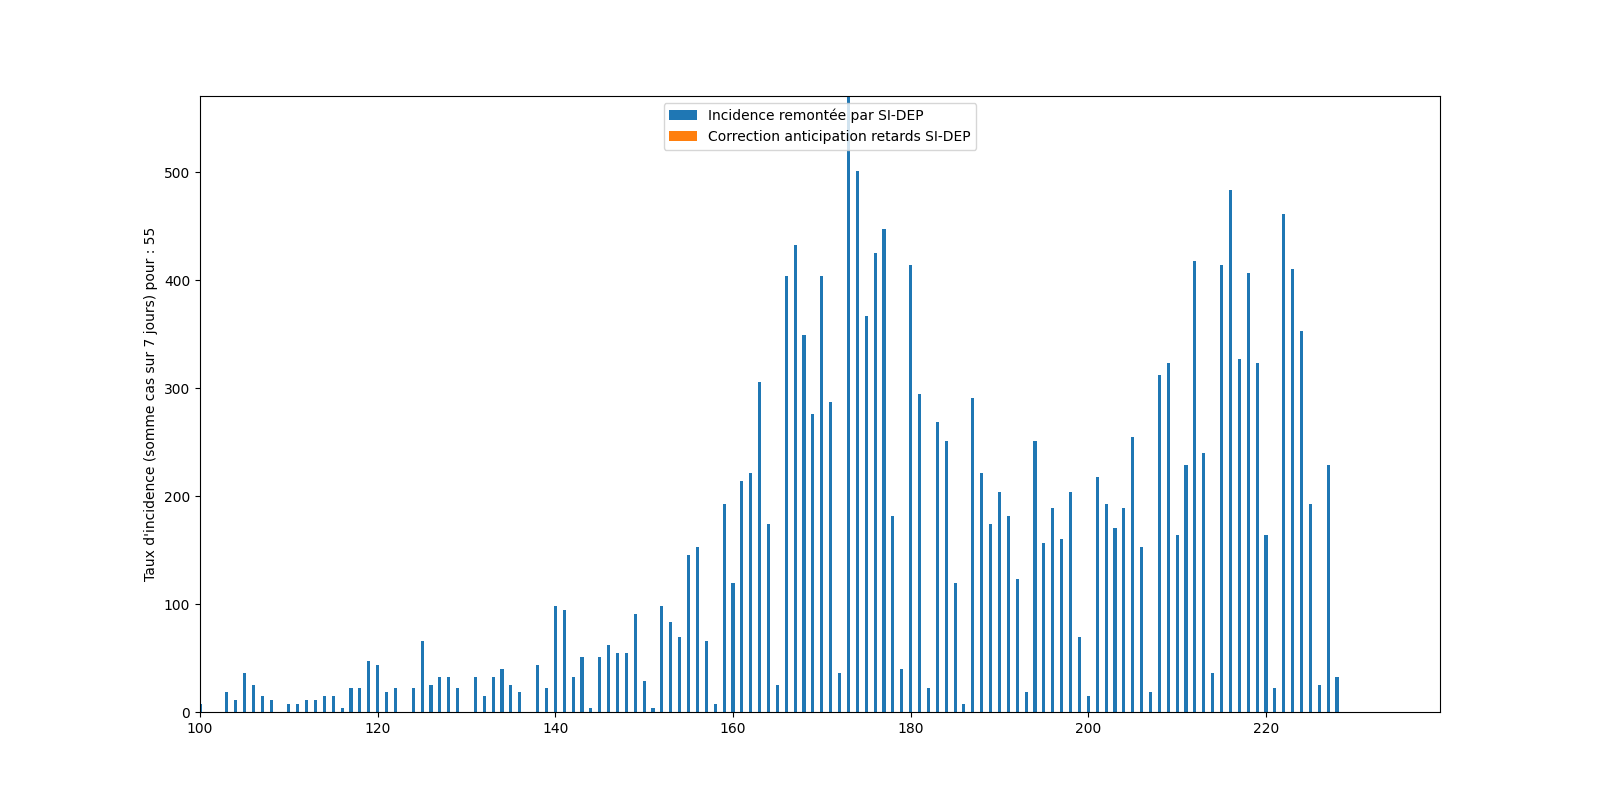 Incidence remontée par SI-DEP
Correction anticipation retards SI-DEP
Taux d'incidence (somme cas sur 7 jours) pour : 55
500
400
300
200
100
0
100 120 140 160 180 200 220